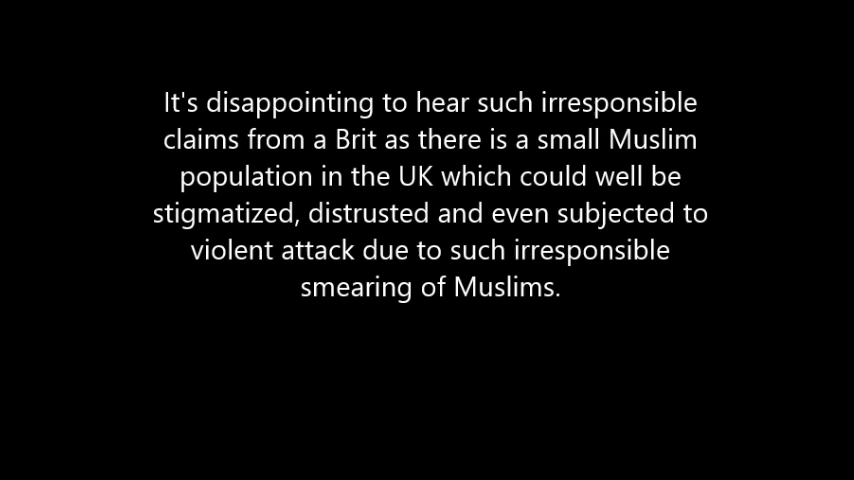 It's disappointing to hear such irresponsible
claims from a Brit as there is a small Muslim
population in the UK which could well be
stigmatized, distrusted and even subjected to
violent attack due to such irresponsible
smearing of Muslims.